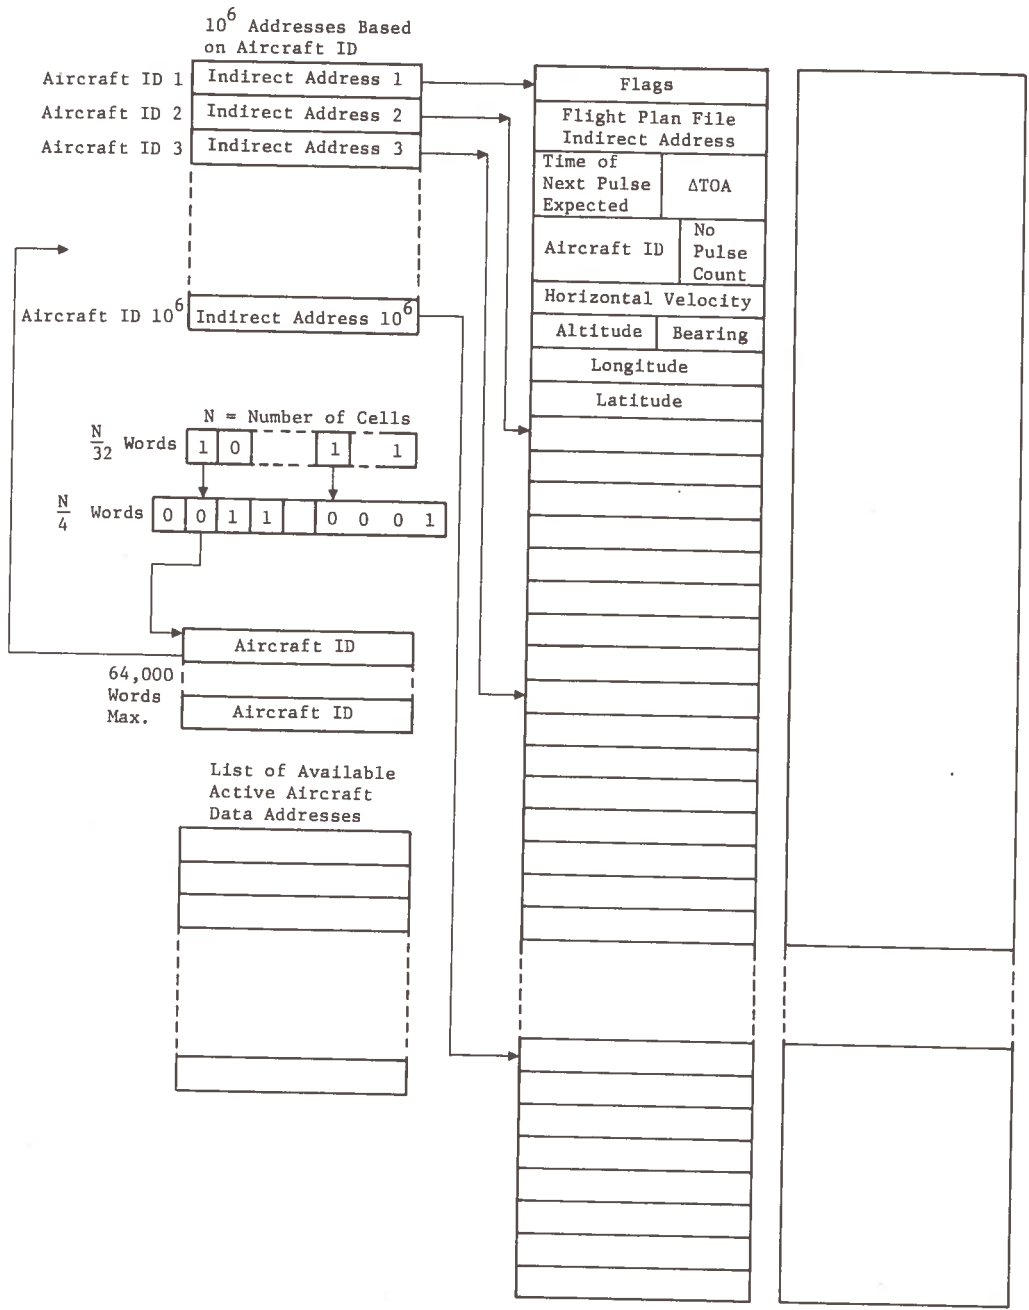 10^6 Addresses Based
on Aircraft ID
Aircraft ID 1
Indirect Address 1
Aircraft ID 2
Indirect Address 2
Aircraft ID 3
Indirect Address 3
Aircraft ID 10^6
Indirect Address 10^6
N = Number of Cells
N/32 Words
1 0 1 1
N/4 Words
0 0 1 1 0 0 0 1
Aircraft ID
64,000
Words
Max.
Aircraft ID
List of Available
Active Aircraft
Data Addresses
Flags
Flight Plan File
Indirect Address
Time of
Next Pulse
Expected
ΔTOA
Aircraft ID
No
Pulse
Count
Horizontal Velocity
Altitude
Bearing
Longitude
Latitude